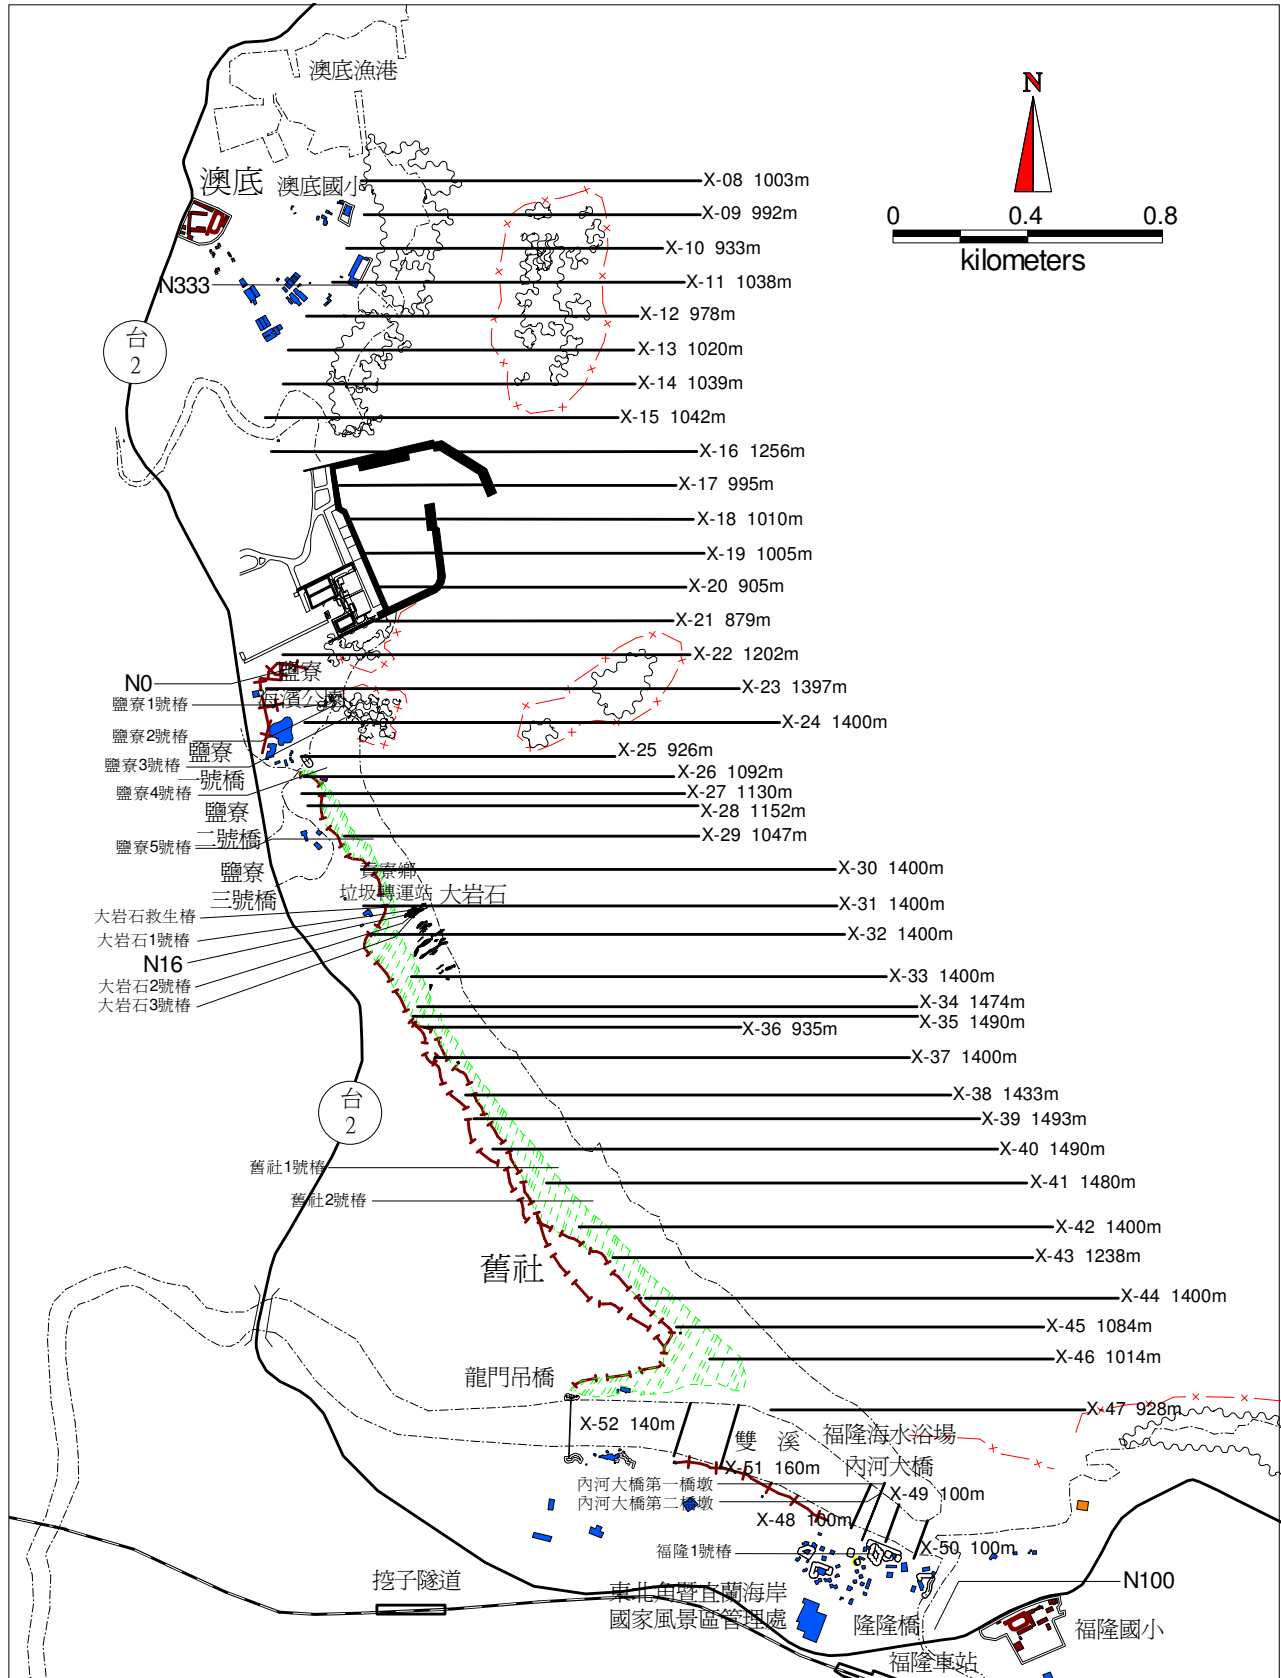 澳底漁港
N
澳底 澳底國小
X-08 1003m
X-09 992m
0 0.4 0.8
kilometers
X-10 933m
N333
X-11 1038m
X-12 978m
台
2
X-13 1020m
X-14 1039m
X-15 1042m
X-16 1256m
X-17 995m
X-18 1010m
X-19 1005m
X-20 905m
X-21 879m
X-22 1202m
鹽寮
海濱公園
N0
X-23 1397m
鹽寮1號樁
X-24 1400m
鹽寮2號樁
鹽寮
一號橋
X-25 926m
鹽寮3號樁
X-26 1092m
鹽寮4號樁
X-27 1130m
鹽寮
二號橋
X-28 1152m
X-29 1047m
鹽寮5號樁
鹽寮
三號橋
貢寮鄉
垃圾轉運站
大岩石
X-30 1400m
X-31 1400m
大岩石救生樁
大岩石1號樁
X-32 1400m
N16
X-33 1400m
大岩石2號樁
大岩石3號樁
X-34 1474m
X-35 1490m
X-36 935m
X-37 1400m
X-38 1433m
台
2
X-39 1493m
X-40 1490m
舊社1號樁
X-41 1480m
舊社2號樁
X-42 1400m
X-43 1238m
舊社
X-44 1400m
X-45 1084m
X-46 1014m
龍門吊橋
X-47 928m
X-52 140m
雙 溪
福隆海水浴場
X-51 160m
內河大橋
內河大橋第一橋墩
內河大橋第二橋墩
X-49 100m
X-48 100m
X-50 100m
福隆1號樁
挖子隧道
東北角暨宜蘭海岸
國家風景區管理處
N100
隆隆橋
福隆國小
福隆車站